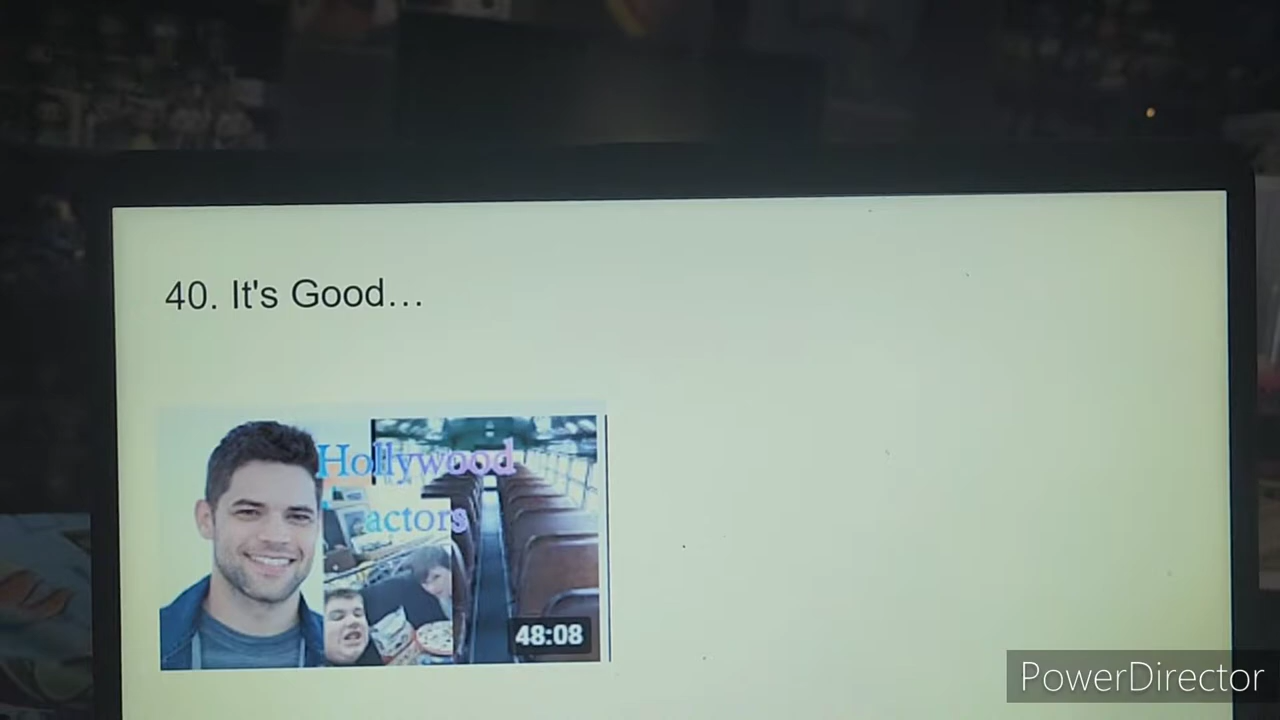 40. It's Good…
Hollywood
actors
48:08
PowerDirector